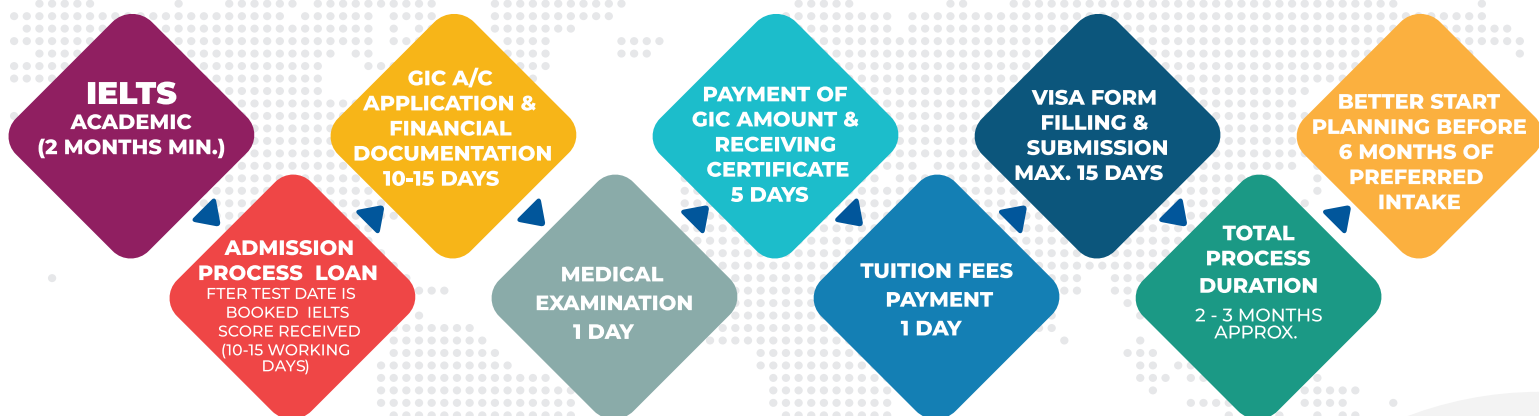 IELTS
ACADEMIC
(2 MONTHS MIN.)
ADMISSION
PROCESS LOAN
FTER TEST DATE IS
BOOKED IELTS
SCORE RECEIVED
(10-15 WORKING
DAYS)
GIC A/C
APPLICATION &
FINANCIAL
DOCUMENTATION
10-15 DAYS
MEDICAL
EXAMINATION
1 DAY
PAYMENT OF
GIC AMOUNT &
RECEIVING
CERTIFICATE
5 DAYS
TUITION FEES
PAYMENT
1 DAY
VISA FORM
FILLING &
SUBMISSION
MAX. 15 DAYS
TOTAL
PROCESS
DURATION
2 - 3 MONTHS
APPROX.
BETTER START
PLANNING BEFORE
6 MONTHS OF
PREFERRED
INTAKE